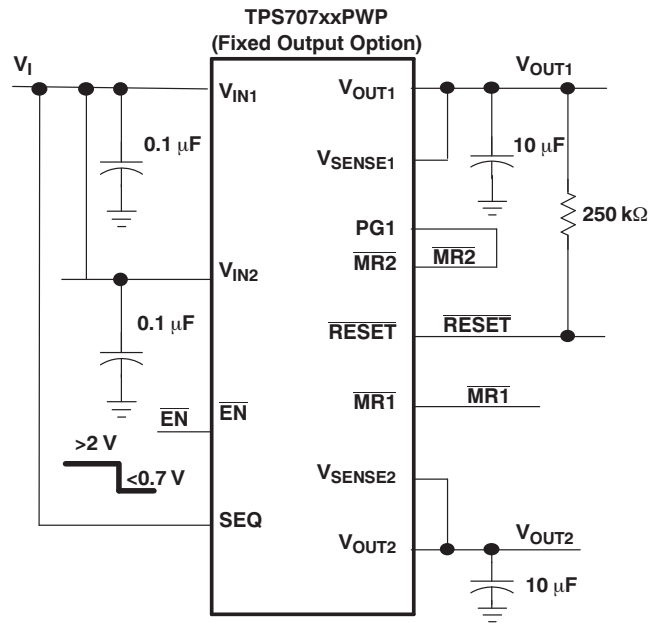 TPS707xxPWP
(Fixed Output Option)
VI
VIN1
0.1 μF
VIN2
0.1 μF
EN
EN
>2 V
<0.7 V
SEQ
VOUT1
VOUT1
VSENSE1
10 μF
PG1
MR2
MR2
250 kΩ
RESET
RESET
MR1
MR1
VSENSE2
VOUT2
VOUT2
10 μF